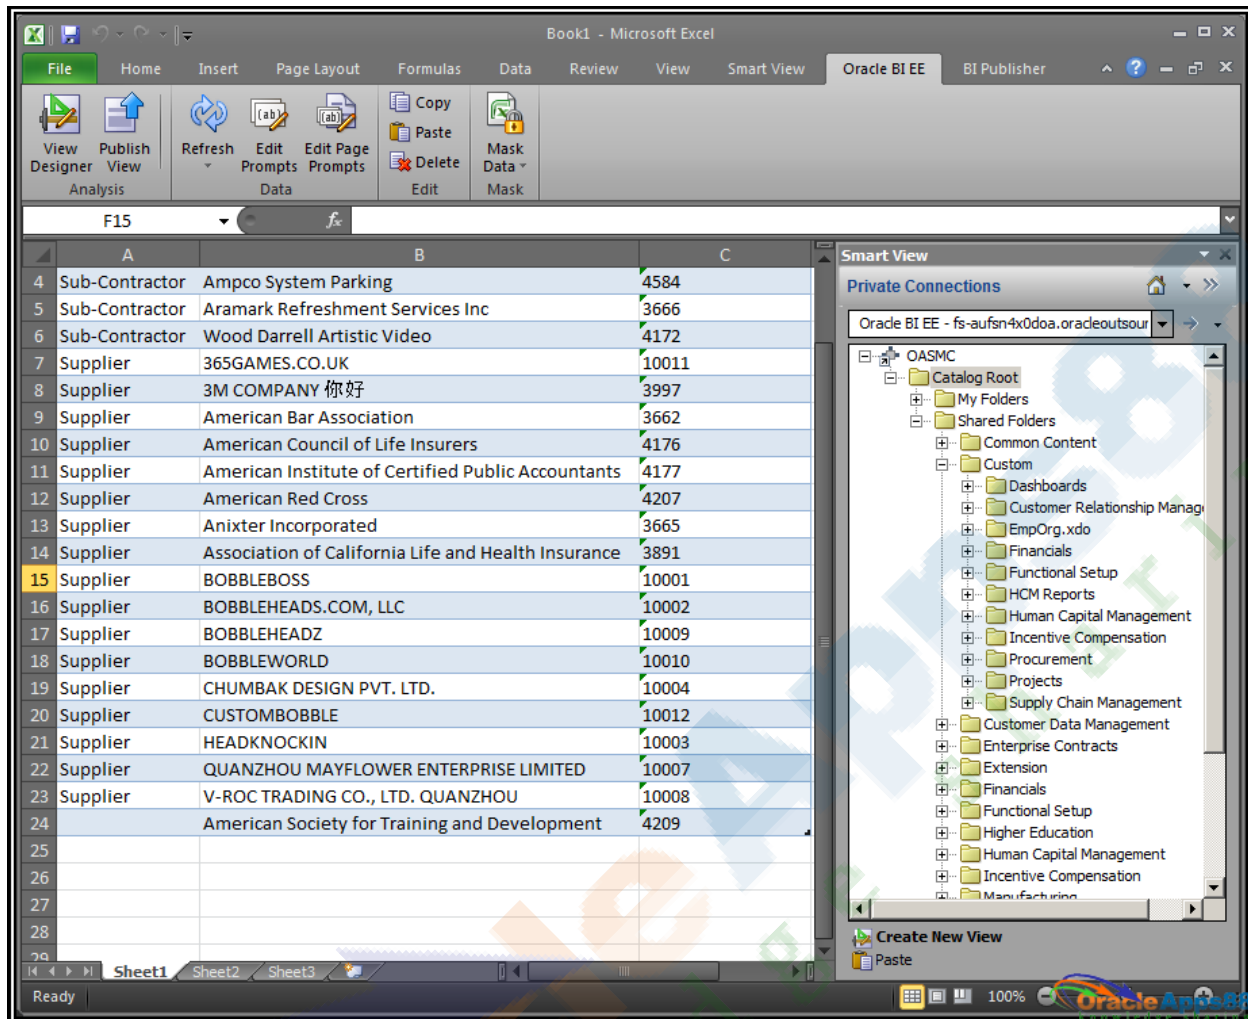 Book1 - Microsoft Excel
File Home Insert Page Layout Formulas Data Review View Smart View Oracle BI EE BI Publisher
View Designer Publish View Refresh Edit Prompts Edit Page Prompts Copy Paste Delete Mask Data
Analysis Data Edit Mask
F15 fx
A B C
4 Sub-Contractor Ampco System Parking 4584
5 Sub-Contractor Aramark Refreshment Services Inc 3666
6 Sub-Contractor Wood Darrell Artistic Video 4172
7 Supplier 365GAMES.CO.UK 10011
8 Supplier 3M COMPANY 你好 3997
9 Supplier American Bar Association 3662
10 Supplier American Council of Life Insurers 4176
11 Supplier American Institute of Certified Public Accountants 4177
12 Supplier American Red Cross 4207
13 Supplier Anixter Incorporated 3665
14 Supplier Association of California Life and Health Insurance 3891
15 Supplier BOBBLEBOSS 10001
16 Supplier BOBBLEHEADS.COM, LLC 10002
17 Supplier BOBBLEHEADZ 10009
18 Supplier BOBBLEWORLD 10010
19 Supplier CHUMBAK DESIGN PVT. LTD. 10004
20 Supplier CUSTOMBOBBLE 10012
21 Supplier HEADKNOCKIN 10003
22 Supplier QUANZHOU MAYFLOWER ENTERPRISE LIMITED 10007
23 Supplier V-ROC TRADING CO., LTD. QUANZHOU 10008
24 American Society for Training and Development 4209
25
26
27
28
29
Sheet1 Sheet2 Sheet3
Smart View
Private Connections
Oracle BI EE - fs-aufsn4x0doa.oracleoutsour
OASMC
Catalog Root
My Folders
Shared Folders
Common Content
Custom
Dashboards
Customer Relationship Manag
EmpOrg.xdo
Financials
Functional Setup
HCM Reports
Human Capital Management
Incentive Compensation
Procurement
Projects
Supply Chain Management
Customer Data Management
Enterprise Contracts
Extension
Financials
Functional Setup
Higher Education
Human Capital Management
Incentive Compensation
Manufacturing
Create New View
Paste
Ready 100%